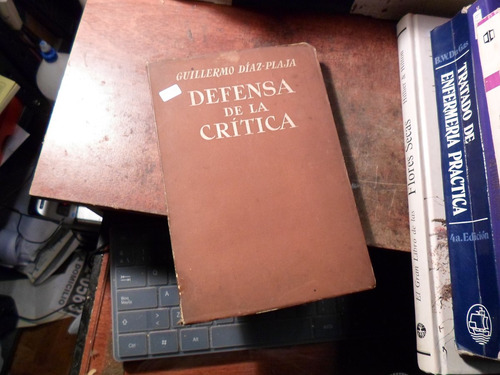 GUILLERMO DÍAZ-PLAJA
DEFENSA
DE LA
CRÍTICA
El Gran Libro de las
Flores Secas
TRATADO DE
ENFERMERÍA PRACTICA
4a. Edición